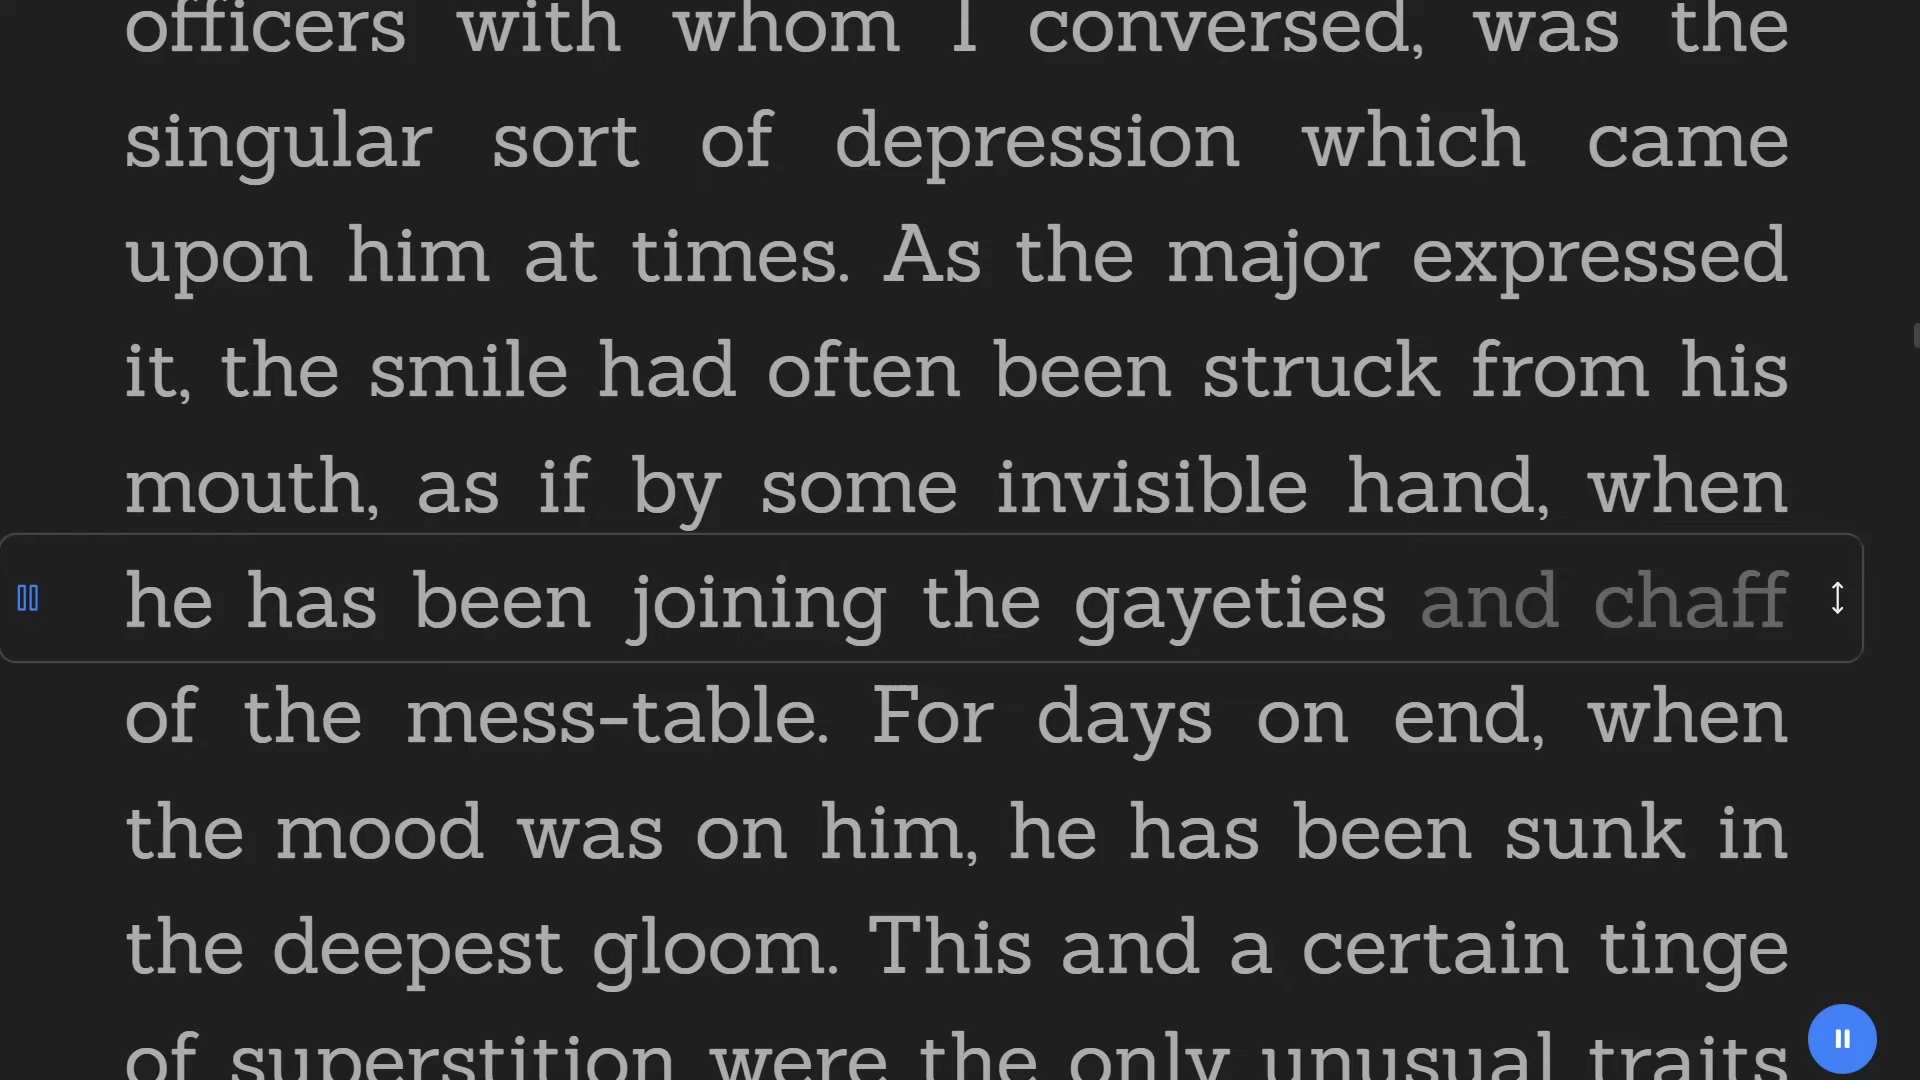 officers with whom I conversed, was the
singular sort of depression which came
upon him at times. As the major expressed
it, the smile had often been struck from his
mouth, as if by some invisible hand, when
he has been joining the gayeties and chaff
of the mess-table. For days on end, when
the mood was on him, he has been sunk in
the deepest gloom. This and a certain tinge
of superstition were the only unusual traits